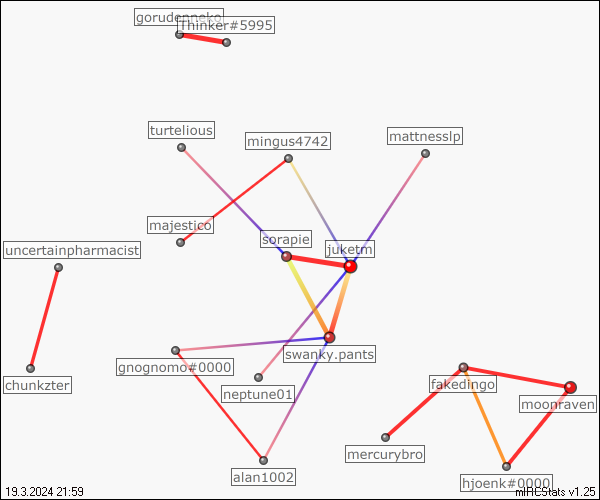 gorudenneko
Thinker#5995
turtelious
mingus4742
mattnesslp
majestico
sorapie
juketm
uncertainpharmacist
swanky.pants
gnognomo#0000
chunkzter
neptune01
fakedingo
moonraven
mercurybro
alan1002
hjoenk#0000
19.3.2024 21:59
mIRCStats v1.25